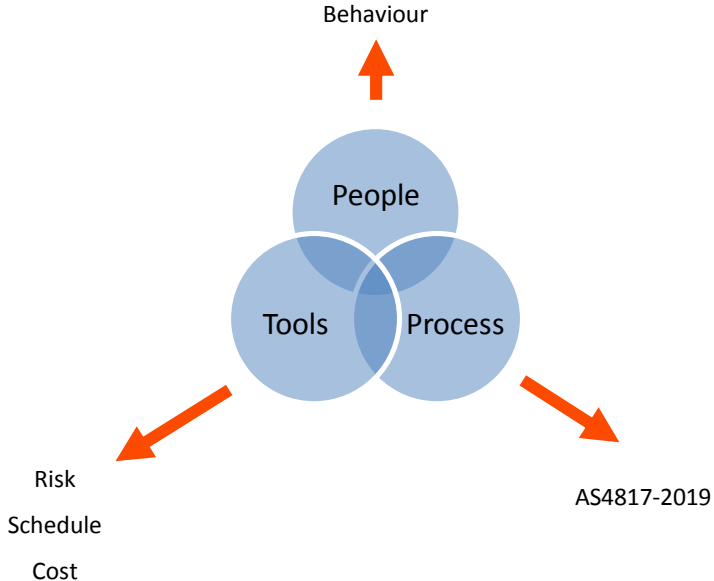 Behaviour
People
Tools
Process
Risk
Schedule
Cost
AS4817-2019